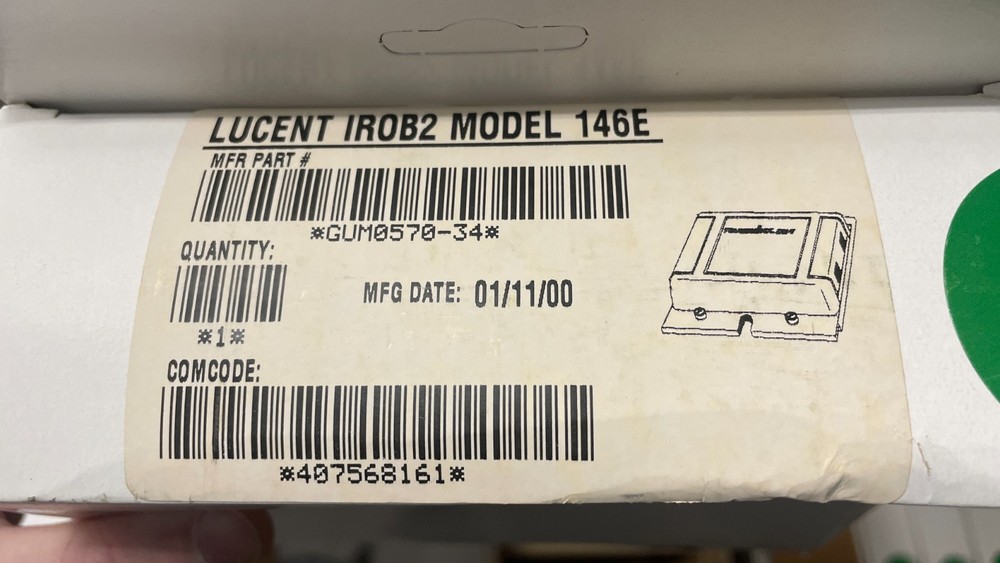 LUCENT IROB2 MODEL 146E
MFR PART #
*GUM0570-34*
QUANTITY:
*1*
MFG DATE: 01/11/00
COMCODE:
*407568161*